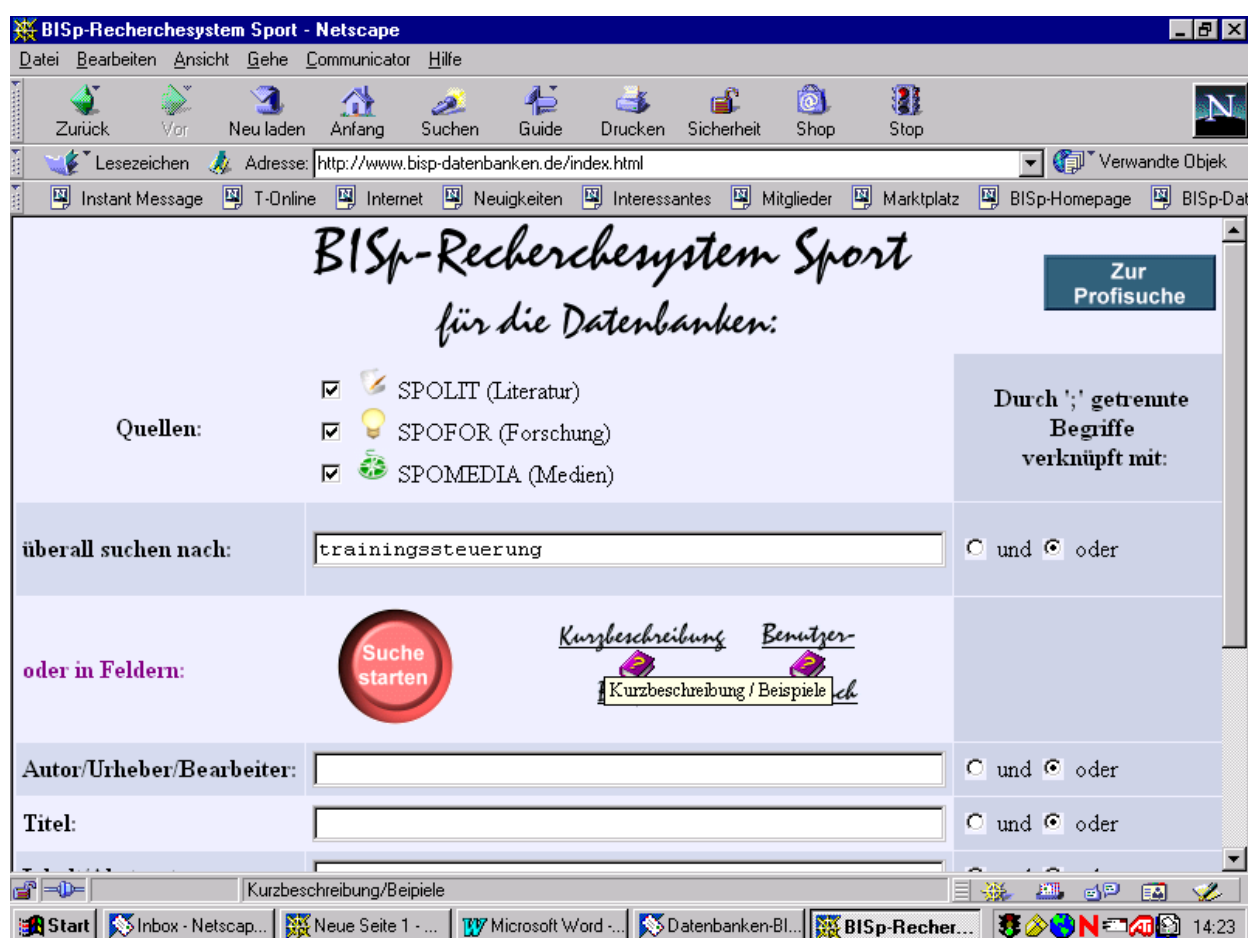 BISp-Recherchesystem Sport - Netscape
Datei Bearbeiten Ansicht Gehe Communicator Hilfe
Zurück Vor Neu laden Anfang Suchen Guide Drucken Sicherheit Shop Stop
N
Lesezeichen Adresse: http://www.bisp-datenbanken.de/index.html Verwandte Objek
Instant Message T-Online Internet Neuigkeiten Interessantes Mitglieder Marktplatz BISp-Homepage BISp-Dat
BISp-Recherchesystem Sport
Zur
Profisuche
für die Datenbanken:
Quellen:
SPOLIT (Literatur)
SPOFOR (Forschung)
SPOMEDIA (Medien)
Durch ';' getrennte
Begriffe
verknüpft mit:
überall suchen nach: trainingssteuerung und oder
oder in Feldern:
Suche
starten
Kurzbeschreibung Benutzer-
Kurzbeschreibung / Beispiele
Autor/Urheber/Bearbeiter: und oder
Titel: und oder
Kurzbeschreibung/Beipiele
Start Inbox - Netscap... Neue Seite 1 - ... Microsoft Word -... Datenbanken-BI... BISp-Recher... 14:23